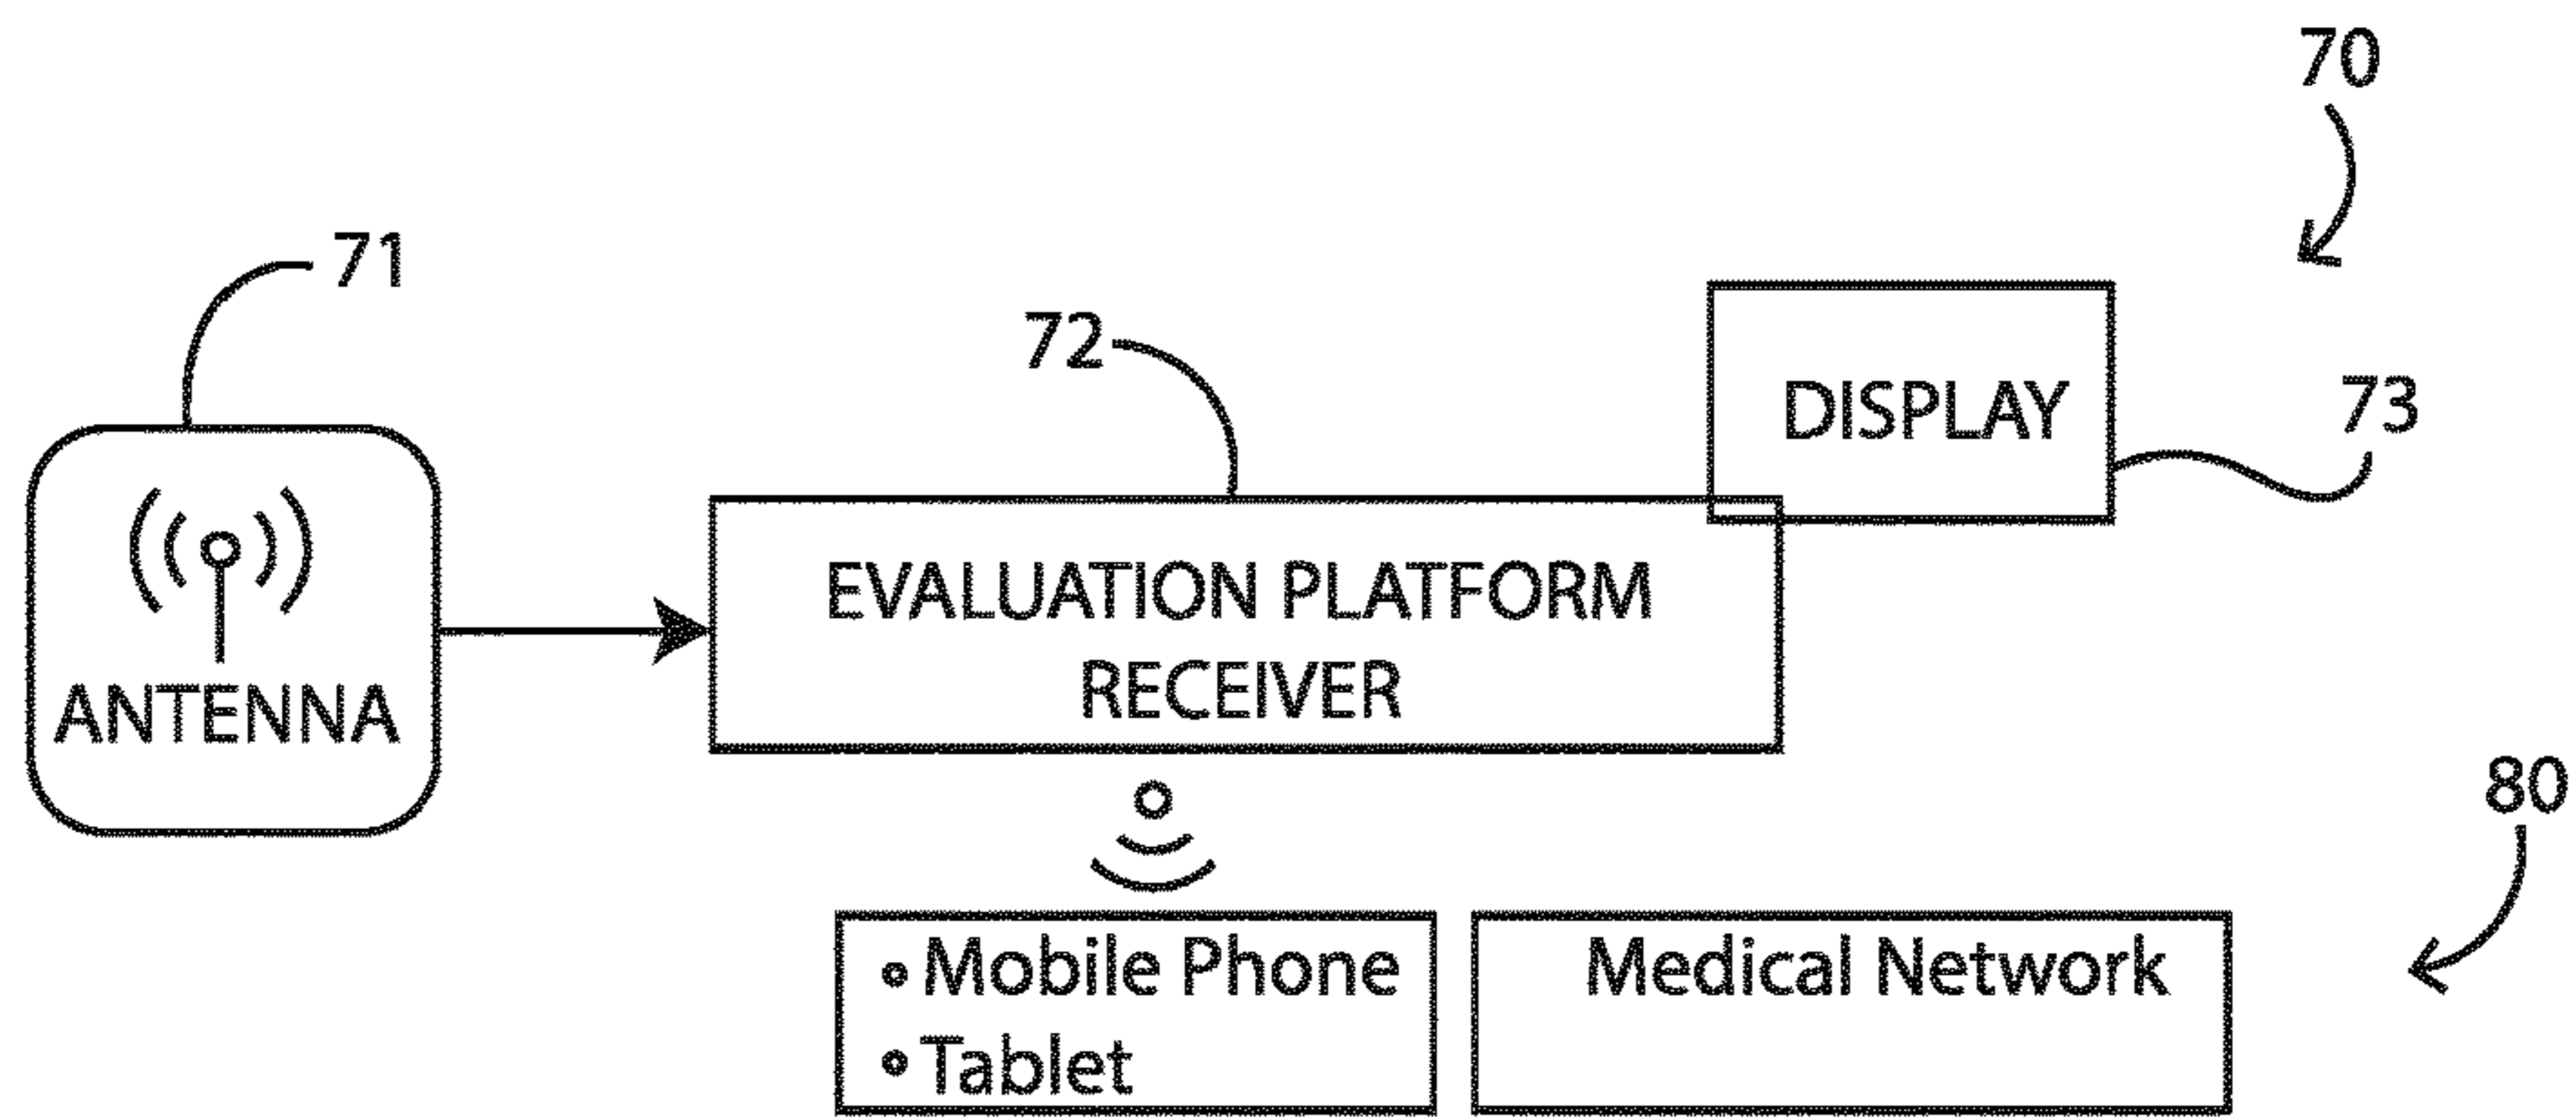 70
71
72
DISPLAY
73
EVALUATION PLATFORM
RECEIVER
ANTENNA
80
Mobile Phone
Tablet
Medical Network